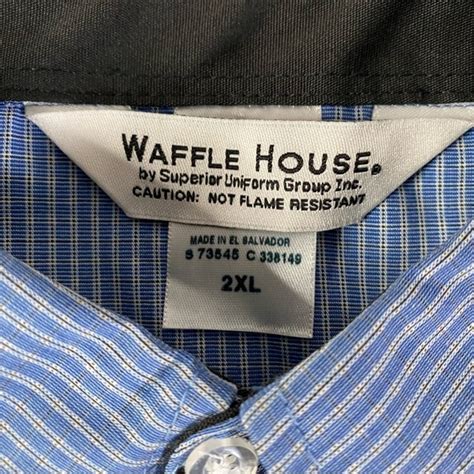 WAFFLE HOUSE®
by Superior Uniform Group Inc.
CAUTION: NOT FLAME RESISTANT
MADE IN EL SALVADOR
S 73545 C 338149
2XL